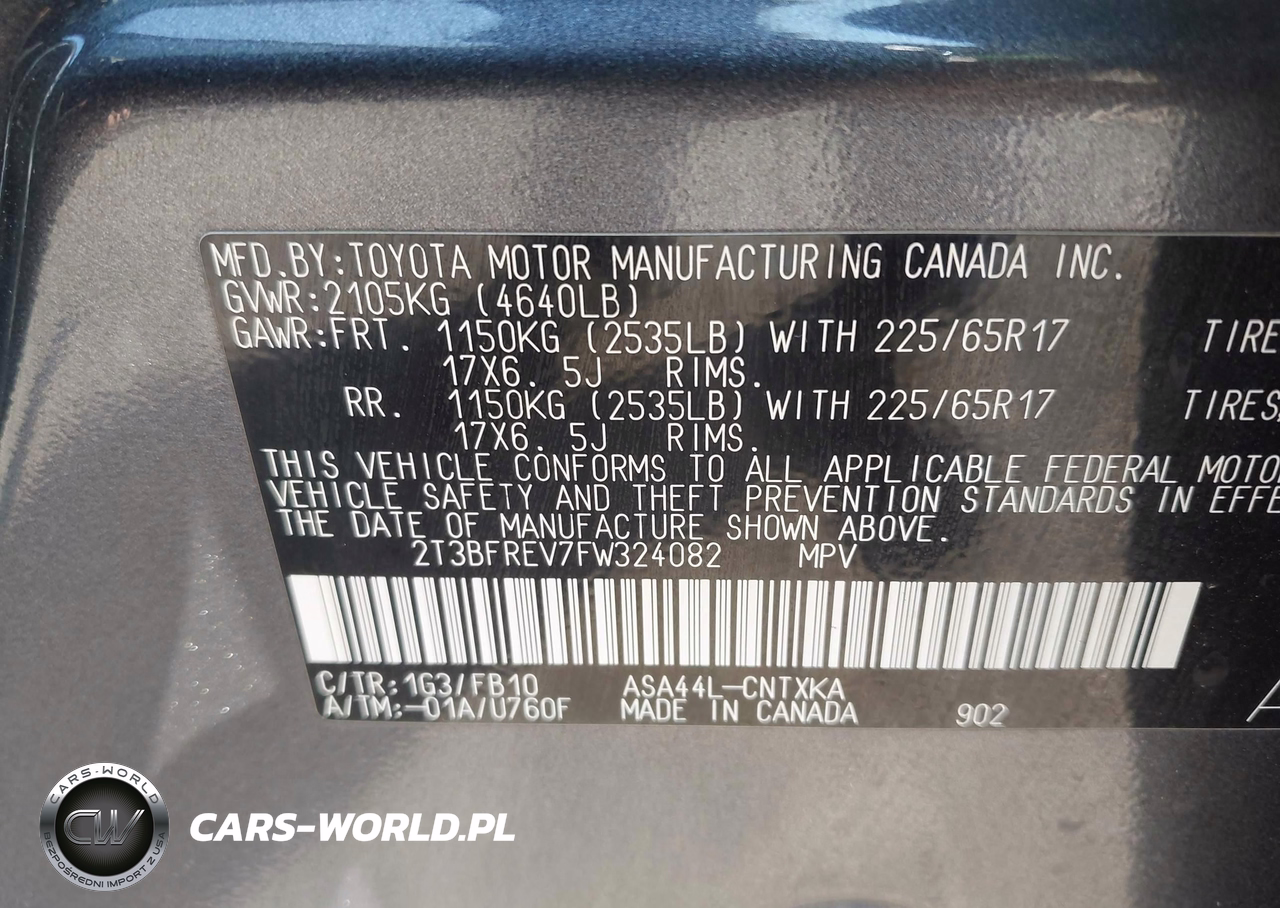 MFD.BY:TOYOTA MOTOR MANUFACTURING CANADA INC.
GVWR:2105KG (4640LB)
GAWR:FRT. 1150KG (2535LB) WITH 225/65R17 TIRE
17X6. 5J RIMS.
RR. 1150KG (2535LB) WITH 225/65R17 TIRES
17X6. 5J RIMS.
THIS VEHICLE CONFORMS TO ALL APPLICABLE FEDERAL MOTO
VEHICLE SAFETY AND THEFT PREVENTION STANDARDS IN EFFE
THE DATE OF MANUFACTURE SHOWN ABOVE.
2T3BFREV7FW324082 MPV
C/TR:1G3/FB10 ASA44L-CNTXKA
A/TM:-01A/U760F MADE IN CANADA 902
CARS-WORLD
CW
BEZPOŚREDNI IMPORT Z USA
CARS-WORLD.PL